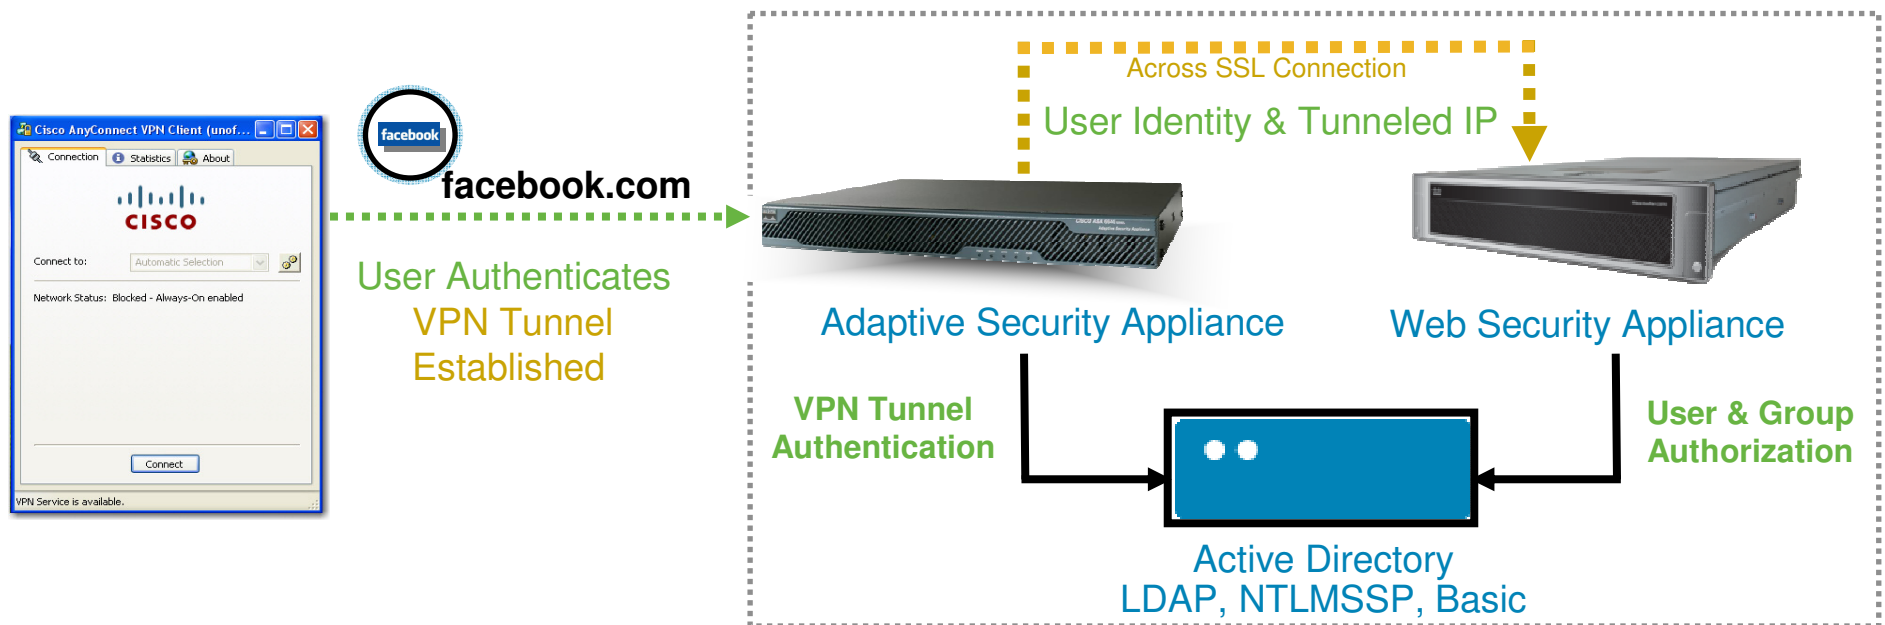 Cisco AnyConnect VPN Client (unof...
Connection
Statistics
About
CISCO
Connect to:
Automatic Selection
Network Status: Blocked - Always-On enabled
Connect
VPN Service is available.
facebook
facebook.com
User Authenticates
VPN Tunnel
Established
Across SSL Connection
User Identity & Tunneled IP
Adaptive Security Appliance
Web Security Appliance
VPN Tunnel
Authentication
User & Group
Authorization
Active Directory
LDAP, NTLMSSP, Basic